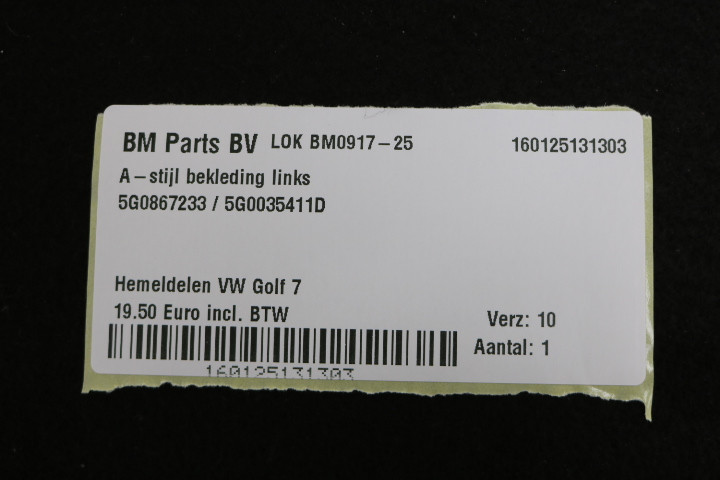 BM Parts BV LOK BM0917-25 160125131303
A-stijl bekleding links
5G0867233 / 5G0035411D
Hemeldelen VW Golf 7
19.50 Euro incl. BTW
Verz: 10
Aantal: 1
160125131303